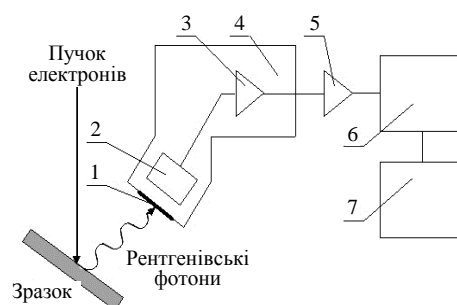 3
4
5
Пучок
електронів
2
1
6
7
Рентгенівські
фотони
Зразок